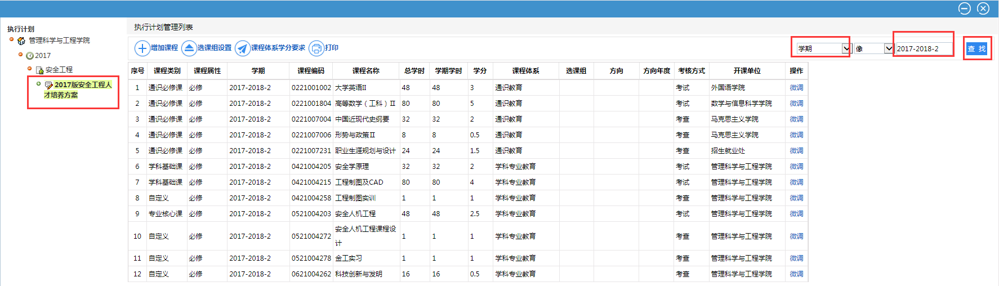 执行计划
管理科学与工程学院
2017
安全工程
2017版安全工程人
才培养方案
执行计划管理列表
增加课程 选课组设置 课程体系学分要求 打印 学期 像 2017-2018-2 查 找
序号 课程类别 课程属性 学期 课程编码 课程名称 总学时 学期学时 学分 课程体系 选课组 方向 方向年度 考核方式 开课单位 操作
1 通识必修课 必修 2017-2018-2 0221001002 大学英语II 48 48 3 通识教育 考试 外国语学院 微调
2 通识必修课 必修 2017-2018-2 0221001804 高等数学（工科）Ⅱ 80 80 5 通识教育 考试 数学与信息科学学院 微调
3 通识必修课 必修 2017-2018-2 0221007004 中国近现代史纲要 32 32 2 通识教育 考查 马克思主义学院 微调
4 通识必修课 必修 2017-2018-2 0221007006 形势与政策Ⅱ 8 8 0.5 通识教育 考查 马克思主义学院 微调
5 通识必修课 必修 2017-2018-2 0221007231 职业生涯规划与设计 24 24 1.5 通识教育 考查 招生就业处 微调
6 学科基础课 必修 2017-2018-2 0421004205 安全学原理 32 32 2 学科专业教育 考试 管理科学与工程学院 微调
7 学科基础课 必修 2017-2018-2 0421004215 工程制图及CAD 80 80 4 学科专业教育 考试 管理科学与工程学院 微调
8 自定义 必修 2017-2018-2 0421004258 工程制图实训 1 1 1 学科专业教育 考查 管理科学与工程学院 微调
9 专业核心课 必修 2017-2018-2 0521004203 安全人机工程 48 48 2.5 学科专业教育 考试 管理科学与工程学院 微调
10 自定义 必修 2017-2018-2 0521004272 安全人机工程课程设 1 1 1 学科专业教育 考查 管理科学与工程学院 微调
计
11 自定义 必修 2017-2018-2 0521004278 金工实习 1 1 1 学科专业教育 考查 管理科学与工程学院 微调
12 自定义 必修 2017-2018-2 0621004262 科技创新与发明 16 16 0.5 学科专业教育 考查 管理科学与工程学院 微调